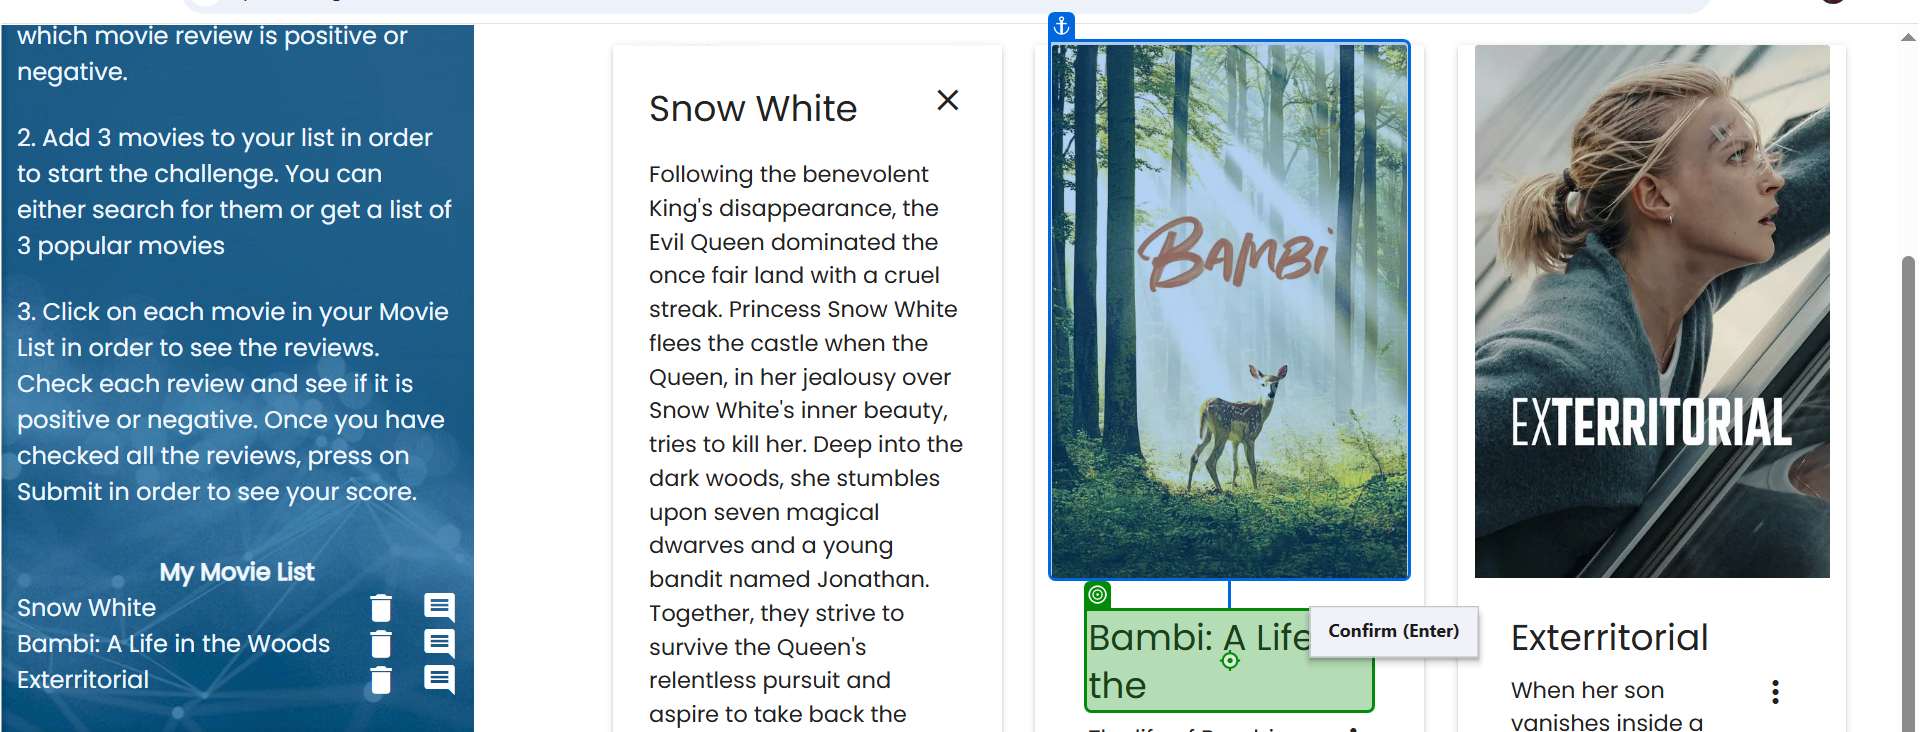 which movie review is positive or
negative.
2. Add 3 movies to your list in order
to start the challenge. You can
either search for them or get a list of
3 popular movies
3. Click on each movie in your Movie
List in order to see the reviews.
Check each review and see if it is
positive or negative. Once you have
checked all the reviews, press on
Submit in order to see your score.
My Movie List
Snow White
Bambi: A Life in the Woods
Exterritorial
Snow White
Following the benevolent
King's disappearance, the
Evil Queen dominated the
once fair land with a cruel
streak. Princess Snow White
flees the castle when the
Queen, in her jealousy over
Snow White's inner beauty,
tries to kill her. Deep into the
dark woods, she stumbles
upon seven magical
dwarves and a young
bandit named Jonathan.
Together, they strive to
survive the Queen's
relentless pursuit and
aspire to take back the
BAMBi
Bambi: A Life
the
Confirm (Enter)
EXTERRITORIAL
Exterritorial
When her son
vanishes inside a